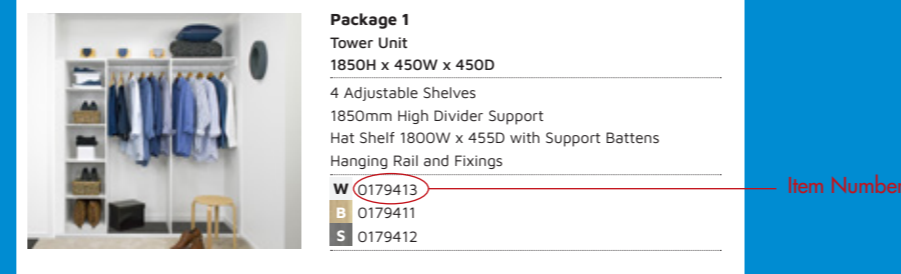 Package 1
Tower Unit
1850H x 450W x 450D
4 Adjustable Shelves
1850mm High Divider Support
Hat Shelf 1800W x 455D with Support Battens
Hanging Rail and Fixings
W 0179413
Item Number
B 0179411
S 0179412